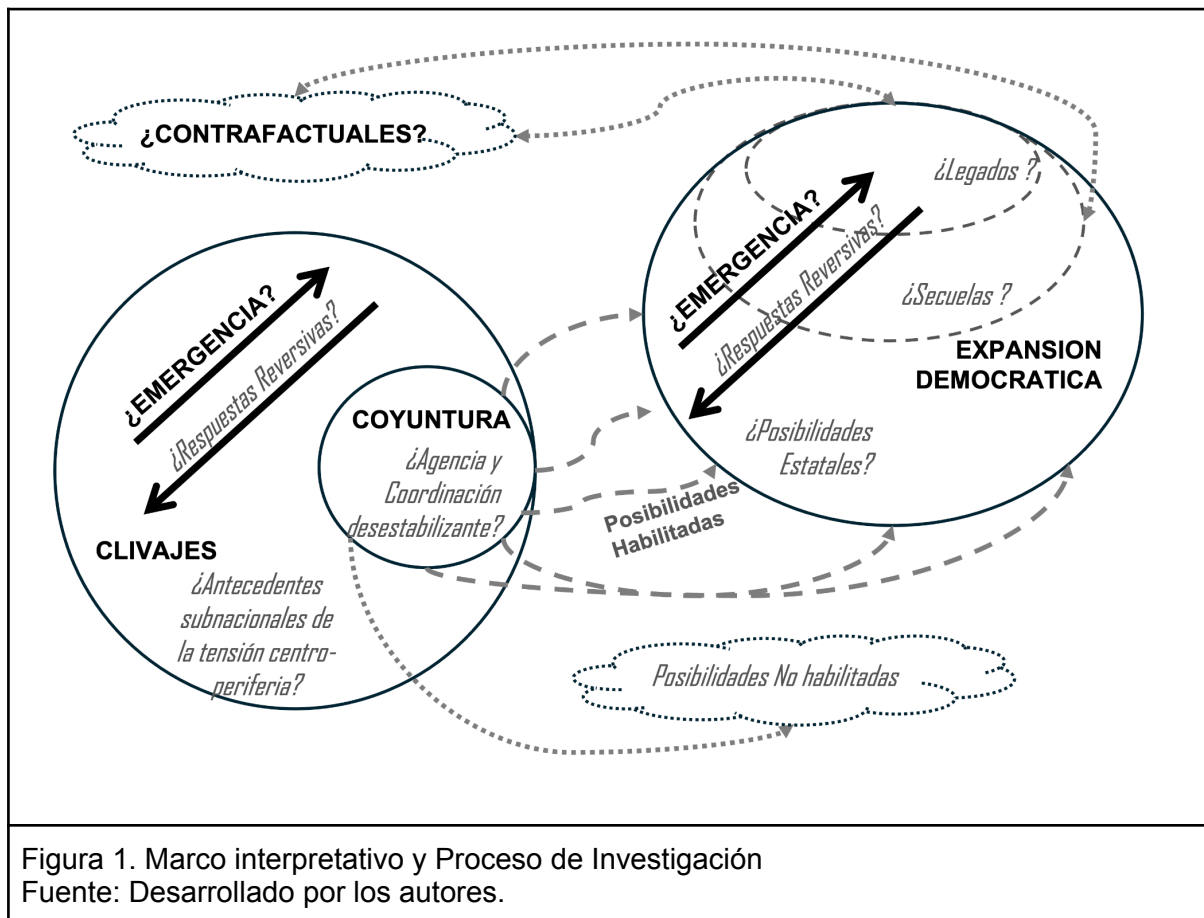 ¿CONTRAFACTUALES?
¿Legados ?
¿EMERGENCIA?
¿Respuestas Reversivas?
¿Secuelas ?
EXPANSION
DEMOCRATICA
¿Posibilidades
Estatales?
¿EMERGENCIA?
¿Respuestas Reversivas?
COYUNTURA
¿Agencia y
Coordinación
desestabilizante?
Posibilidades
Habilitadas
CLIVAJES
¿Antecedentes
subnacionales de
la tensión centro-
periferia?
Posibilidades No habilitadas
Figura 1. Marco interpretativo y Proceso de Investigación
Fuente: Desarrollado por los autores.